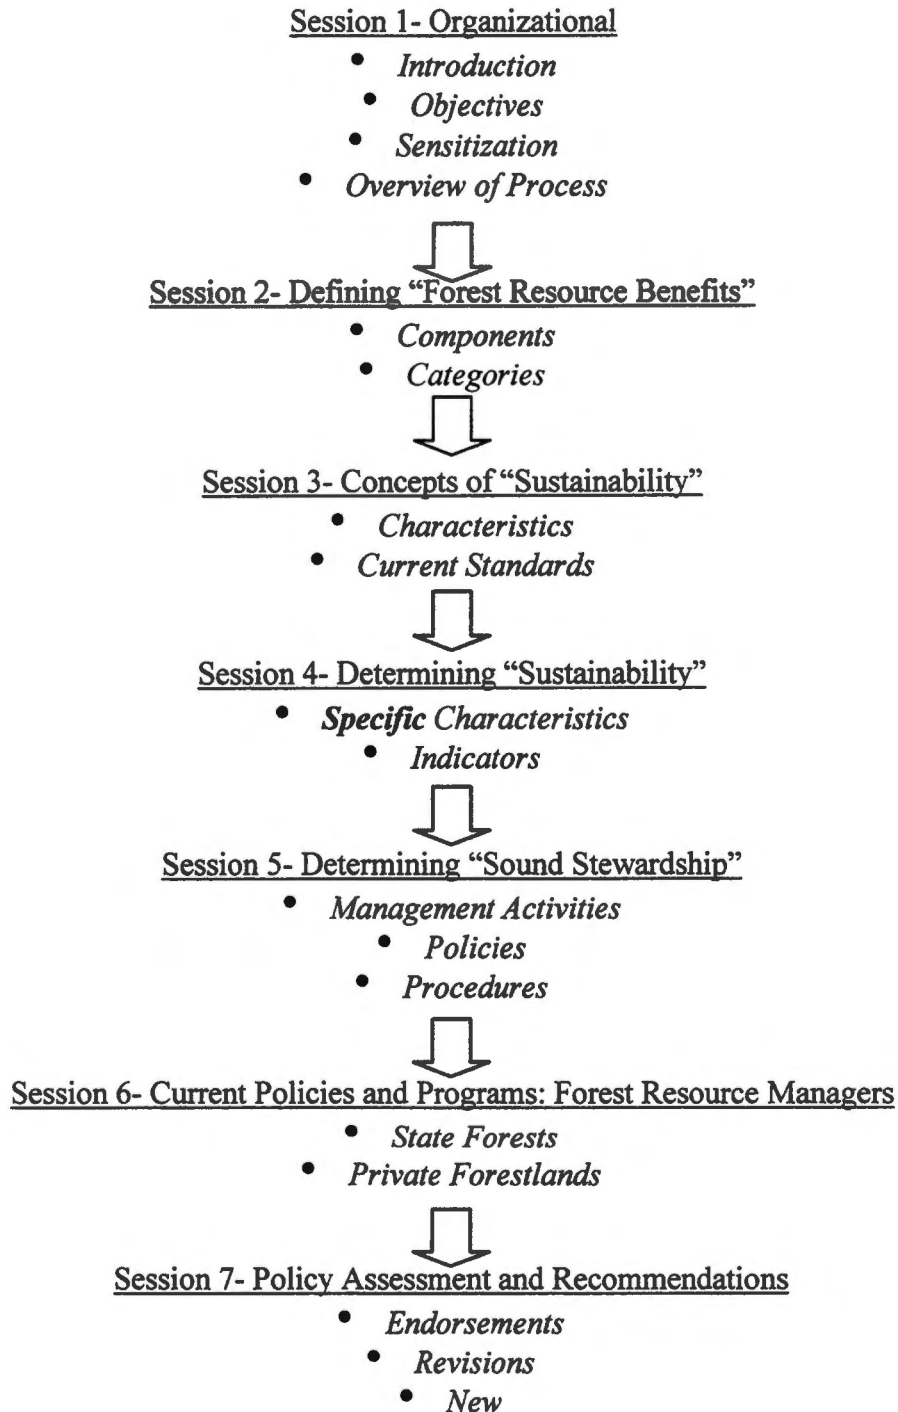 Session 1- Organizational
• Introduction
• Objectives
• Sensitization
• Overview of Process
Session 2- Defining “Forest Resource Benefits”
• Components
• Categories
Session 3- Concepts of “Sustainability”
• Characteristics
• Current Standards
Session 4- Determining “Sustainability”
• Specific Characteristics
• Indicators
Session 5- Determining “Sound Stewardship”
• Management Activities
• Policies
• Procedures
Session 6- Current Policies and Programs: Forest Resource Managers
• State Forests
• Private Forestlands
Session 7- Policy Assessment and Recommendations
• Endorsements
• Revisions
• New